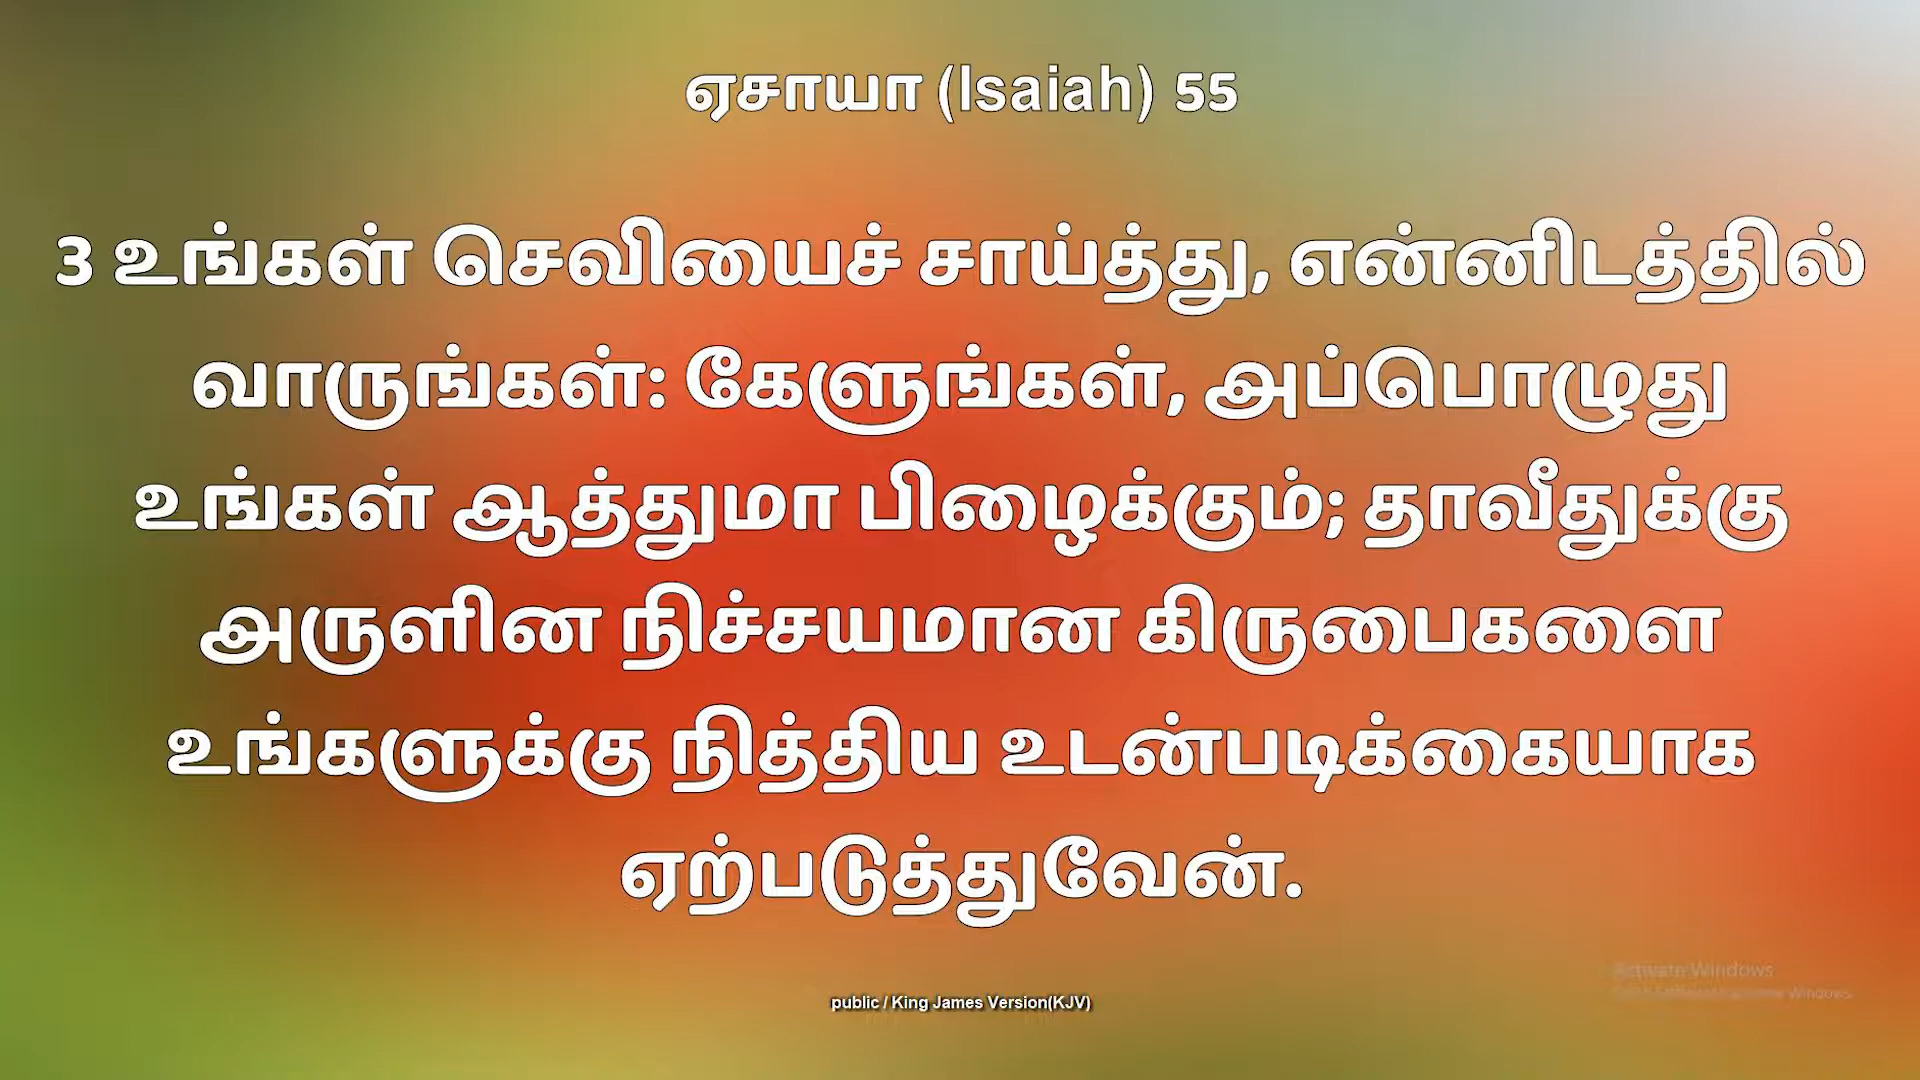 ஏசாயா (Isaiah) 55
3 உங்கள் செவியைச் சாய்த்து, என்னிடத்தில்
வாருங்கள்: கேளுங்கள், அப்பொழுது
உங்கள் ஆத்துமா பிழைக்கும்; தாவீதுக்கு
அருளின நிச்சயமான கிருபைகளை
உங்களுக்கு நித்திய உடன்படிக்கையாக
ஏற்படுத்துவேன்.
public / King James Version(KJV)
Activate Windows